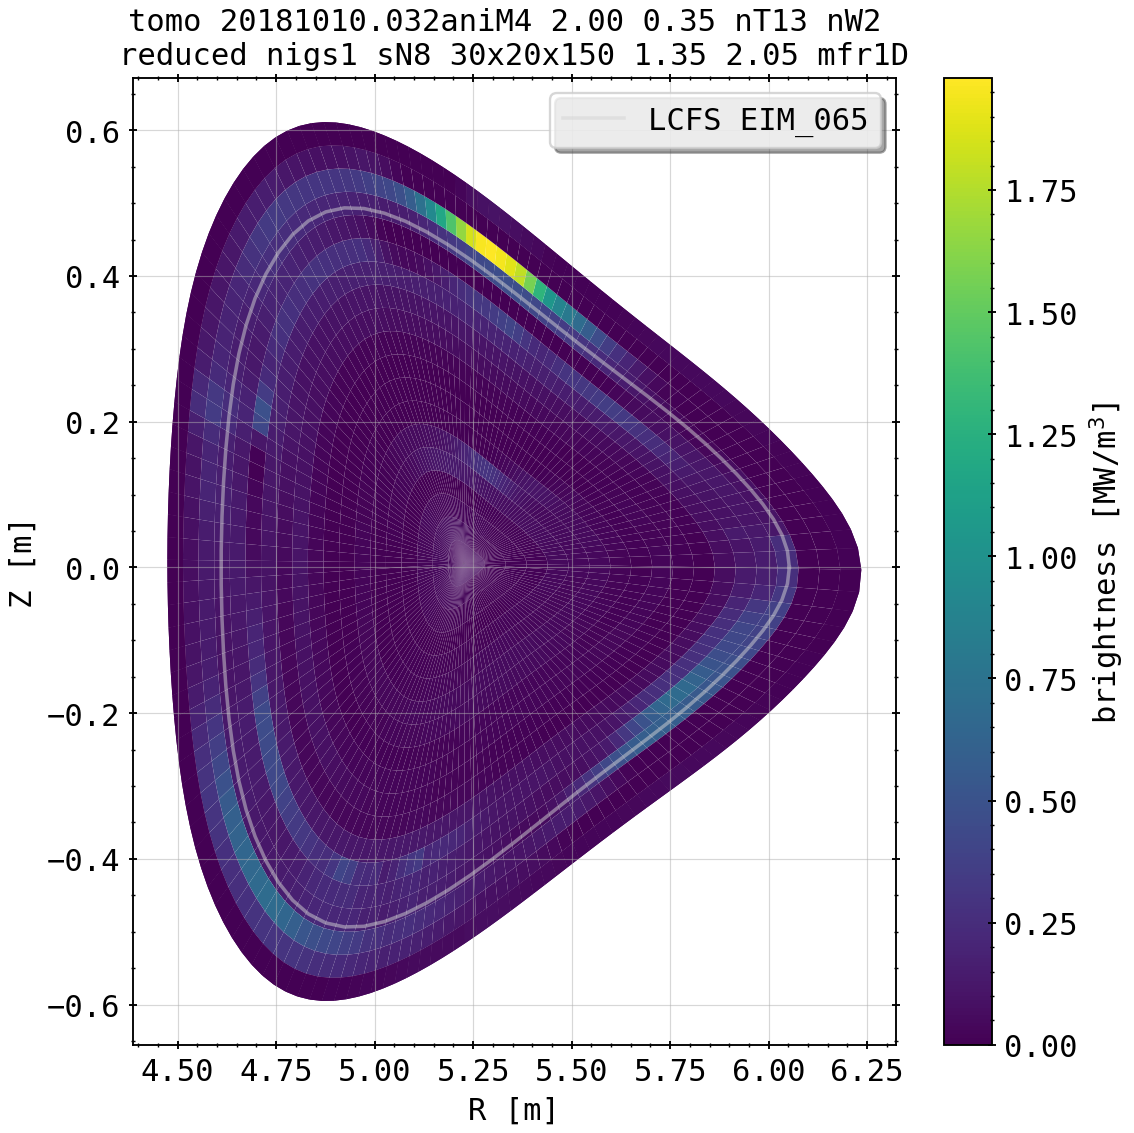 tomo 20181010.032aniM4 2.00 0.35 nT13 nW2
reduced nigs1 sN8 30x20x150 1.35 2.05 mfr1D
LCFS EIM_065
0.6
0.4
0.2
0.0
−0.2
−0.4
−0.6
Z [m]
4.50 4.75 5.00 5.25 5.50 5.75 6.00 6.25
R [m]
1.75
1.50
1.25
1.00
0.75
0.50
0.25
0.00
brightness [MW/m³]